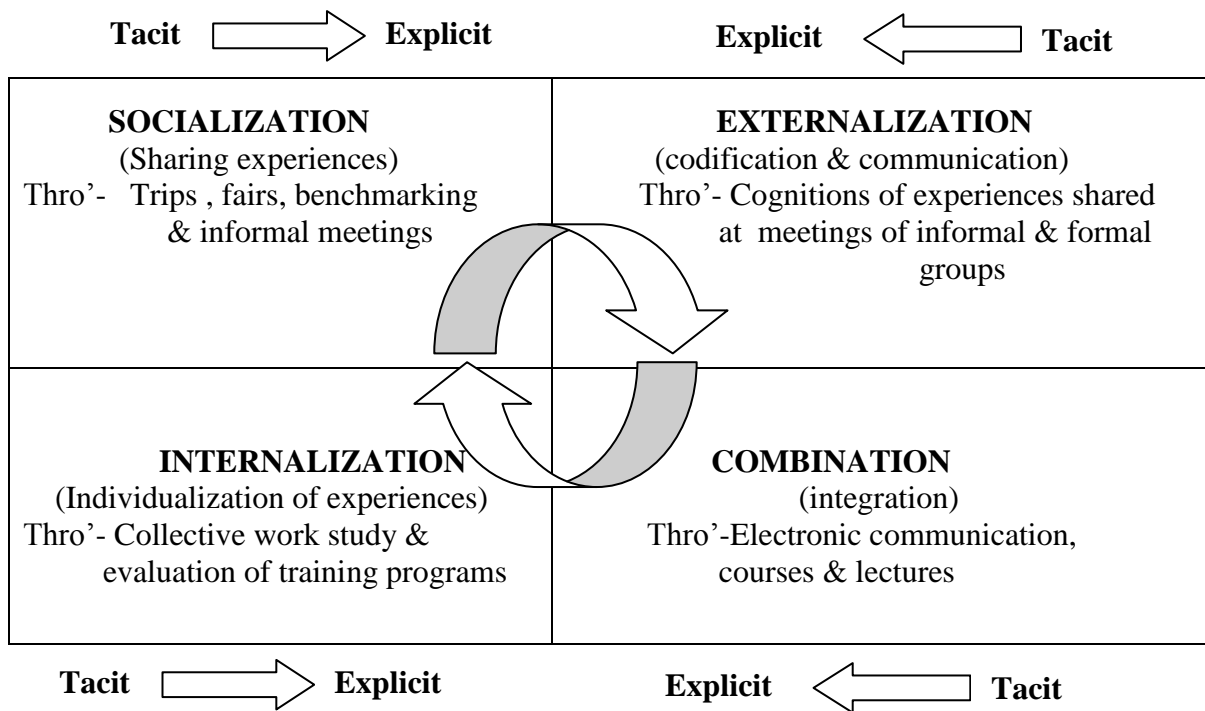 Tacit Explicit
Explicit Tacit
SOCIALIZATION
(Sharing experiences)
Thro'- Trips , fairs, benchmarking
& informal meetings
EXTERNALIZATION
(codification & communication)
Thro'- Cognitions of experiences shared
at meetings of informal & formal
groups
INTERNALIZATION
(Individualization of experiences)
Thro'- Collective work study &
evaluation of training programs
COMBINATION
(integration)
Thro'-Electronic communication,
courses & lectures
Tacit Explicit
Explicit Tacit